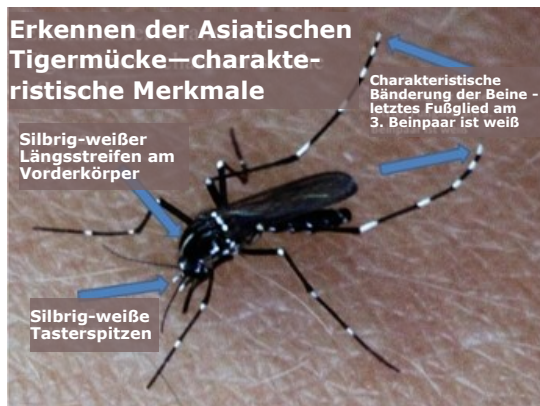 Erkennen der Asiatischen
Tigermücke—charakte-
ristische Merkmale
Charakteristische
Bänderung der Beine -
letztes Fußglied am
3. Beinpaar ist weiß
Silbrig-weißer
Längsstreifen am
Vorderkörper
Silbrig-weiße
Tasterspitzen